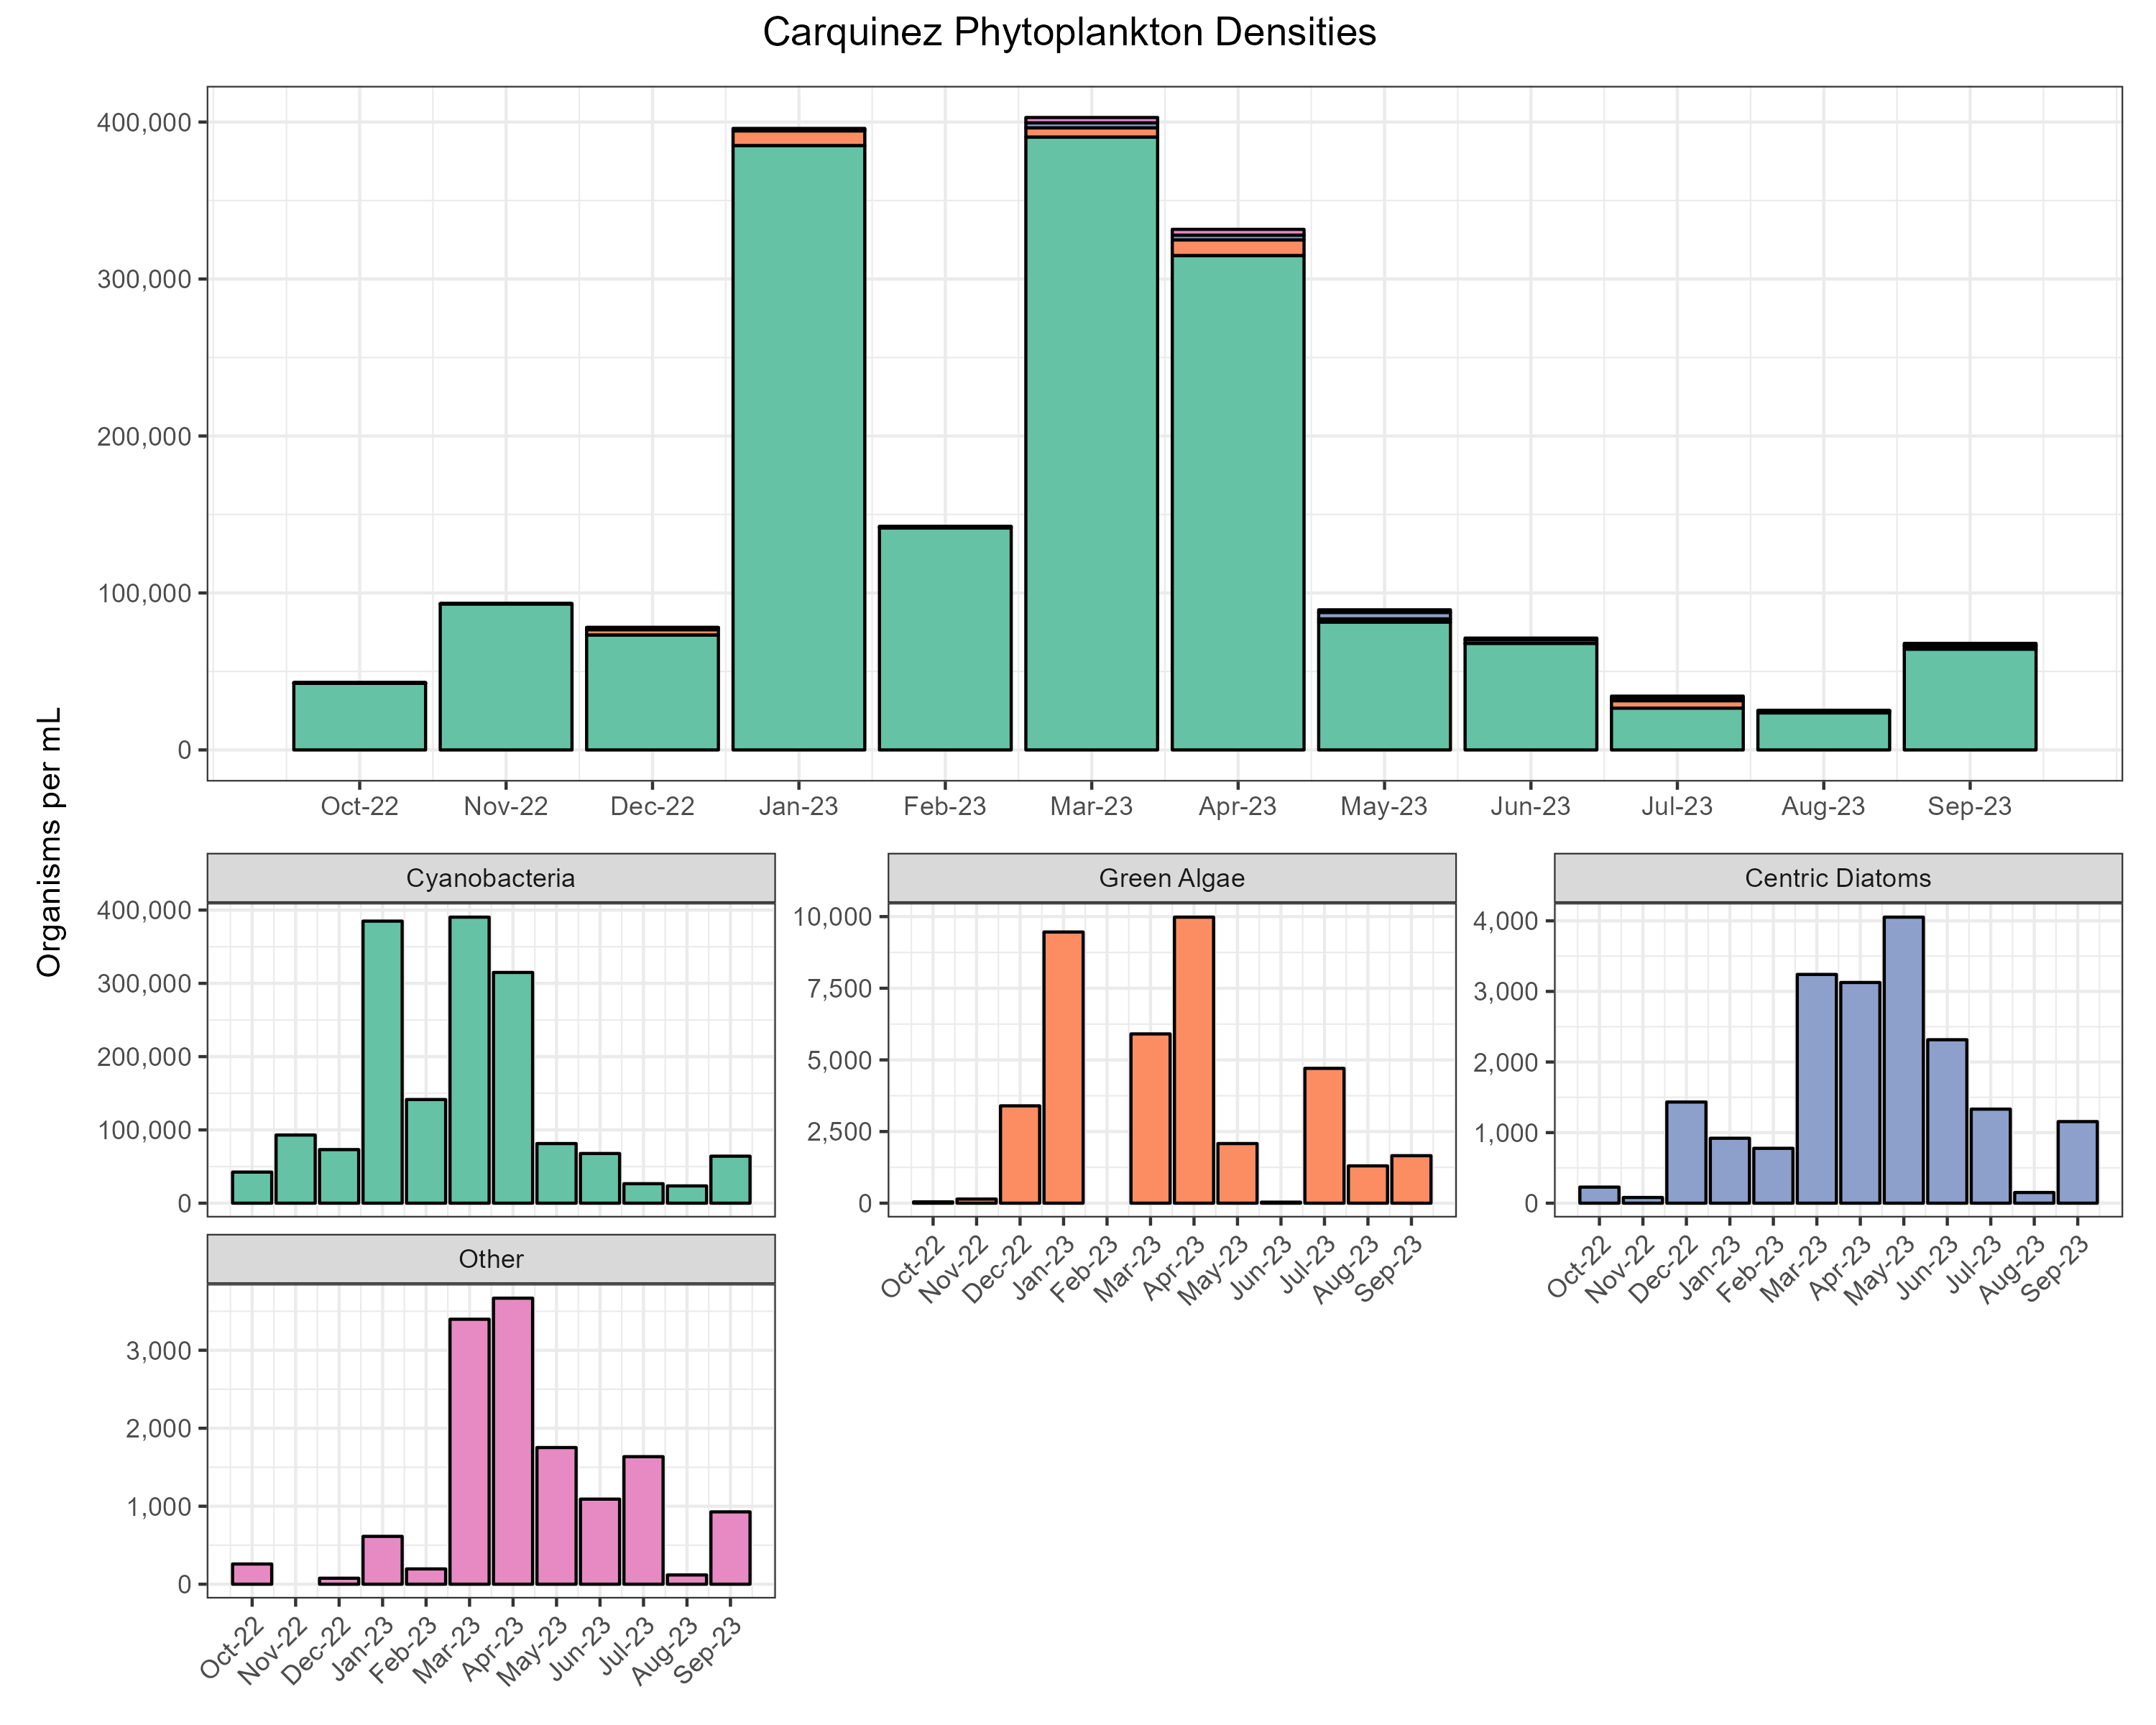 Carquinez Phytoplankton Densities
Organisms per mL
400,000
300,000
200,000
100,000
0
Oct-22 Nov-22 Dec-22 Jan-23 Feb-23 Mar-23 Apr-23 May-23 Jun-23 Jul-23 Aug-23 Sep-23
Cyanobacteria
400,000
300,000
200,000
100,000
0
Green Algae
10,000
7,500
5,000
2,500
0
Oct-22 Nov-22 Dec-22 Jan-23 Feb-23 Mar-23 Apr-23 May-23 Jun-23 Jul-23 Aug-23 Sep-23
Centric Diatoms
4,000
3,000
2,000
1,000
0
Oct-22 Nov-22 Dec-22 Jan-23 Feb-23 Mar-23 Apr-23 May-23 Jun-23 Jul-23 Aug-23 Sep-23
Other
3,000
2,000
1,000
0
Oct-22 Nov-22 Dec-22 Jan-23 Feb-23 Mar-23 Apr-23 May-23 Jun-23 Jul-23 Aug-23 Sep-23